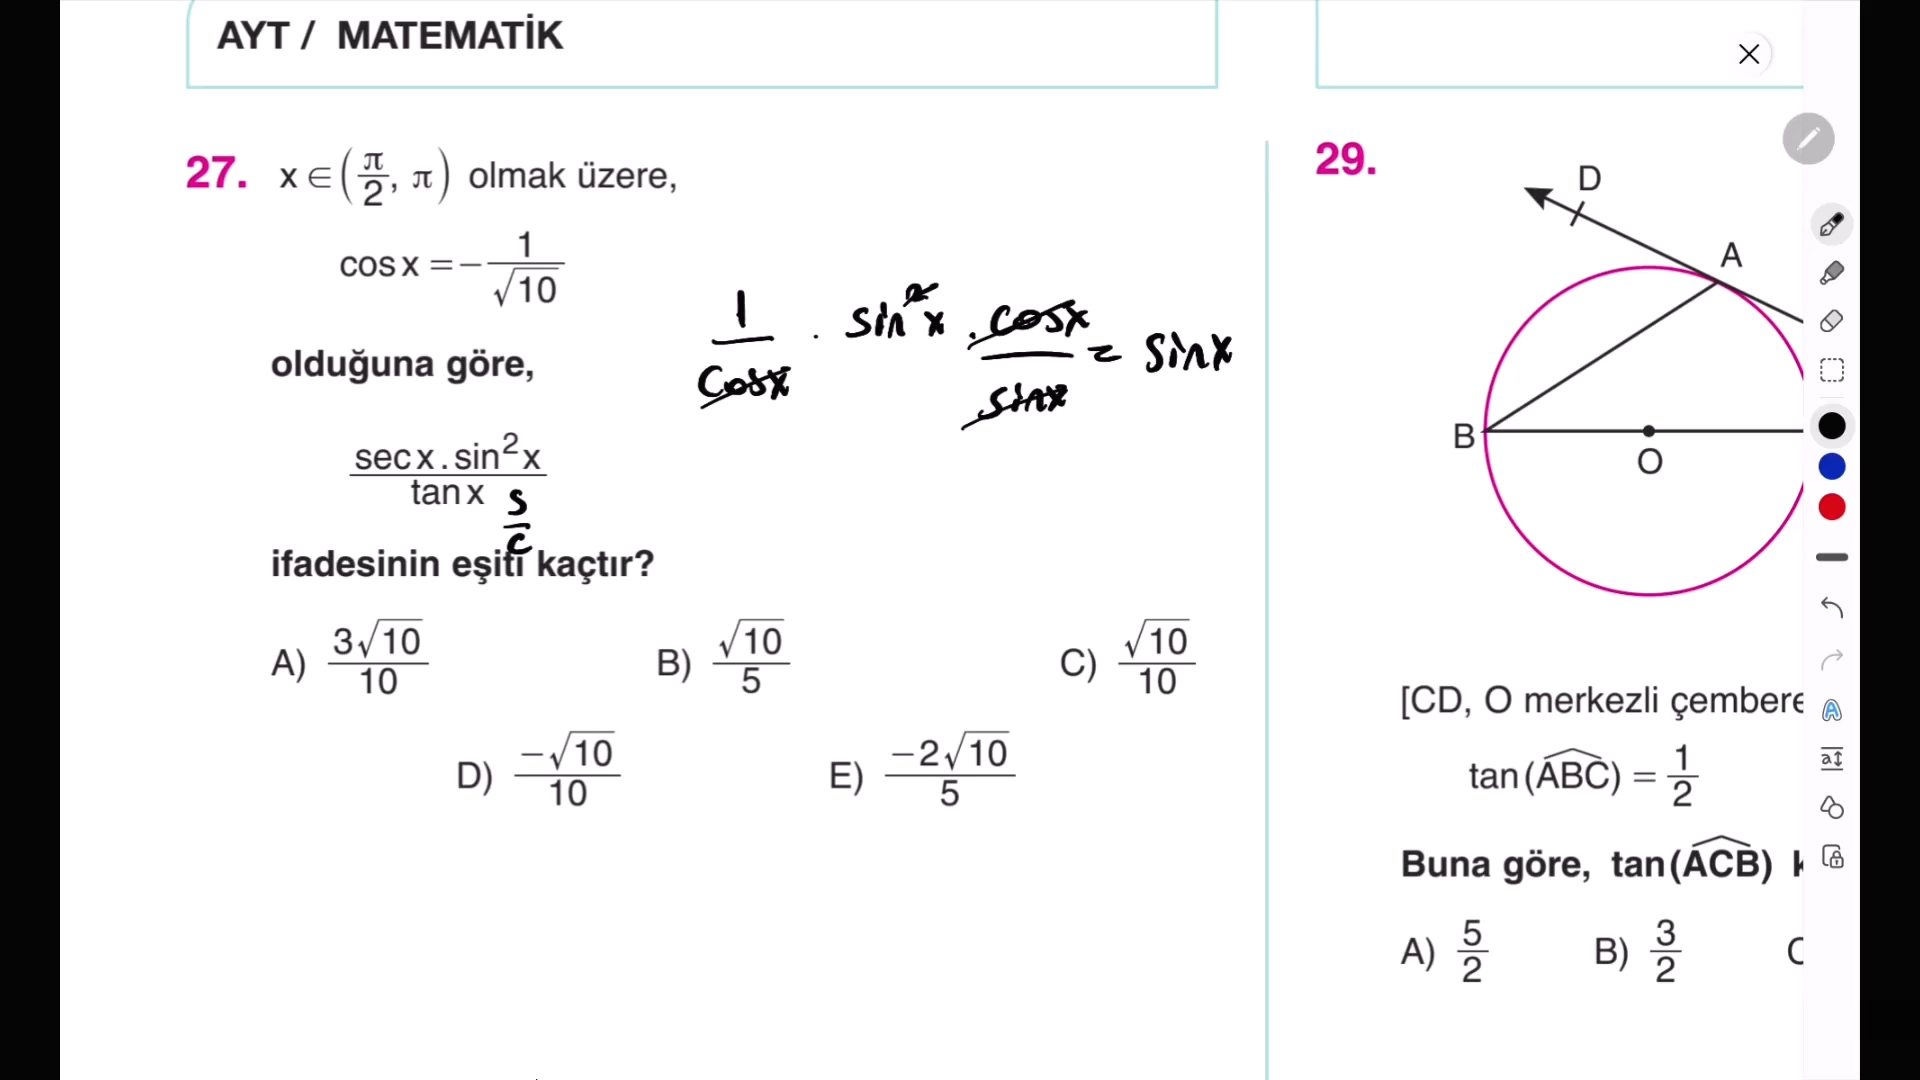 AYT / MATEMATİK
27. x ∈ (π/2, π) olmak üzere,
cos x = − 1/√10
olduğuna göre,
sec x . sin² x / tan x
s/c
1/cosx . sin²x . cosx/sinx = sinx
ifadesinin eşiti kaçtır?
A) 3√10/10 B) √10/5 C) √10/10
D) −√10/10 E) −2√10/5
29.
D
A
B
O
[CD, O merkezli çembere
tan(ABC) = 1/2
Buna göre, tan(ACB)
A) 5/2 B) 3/2